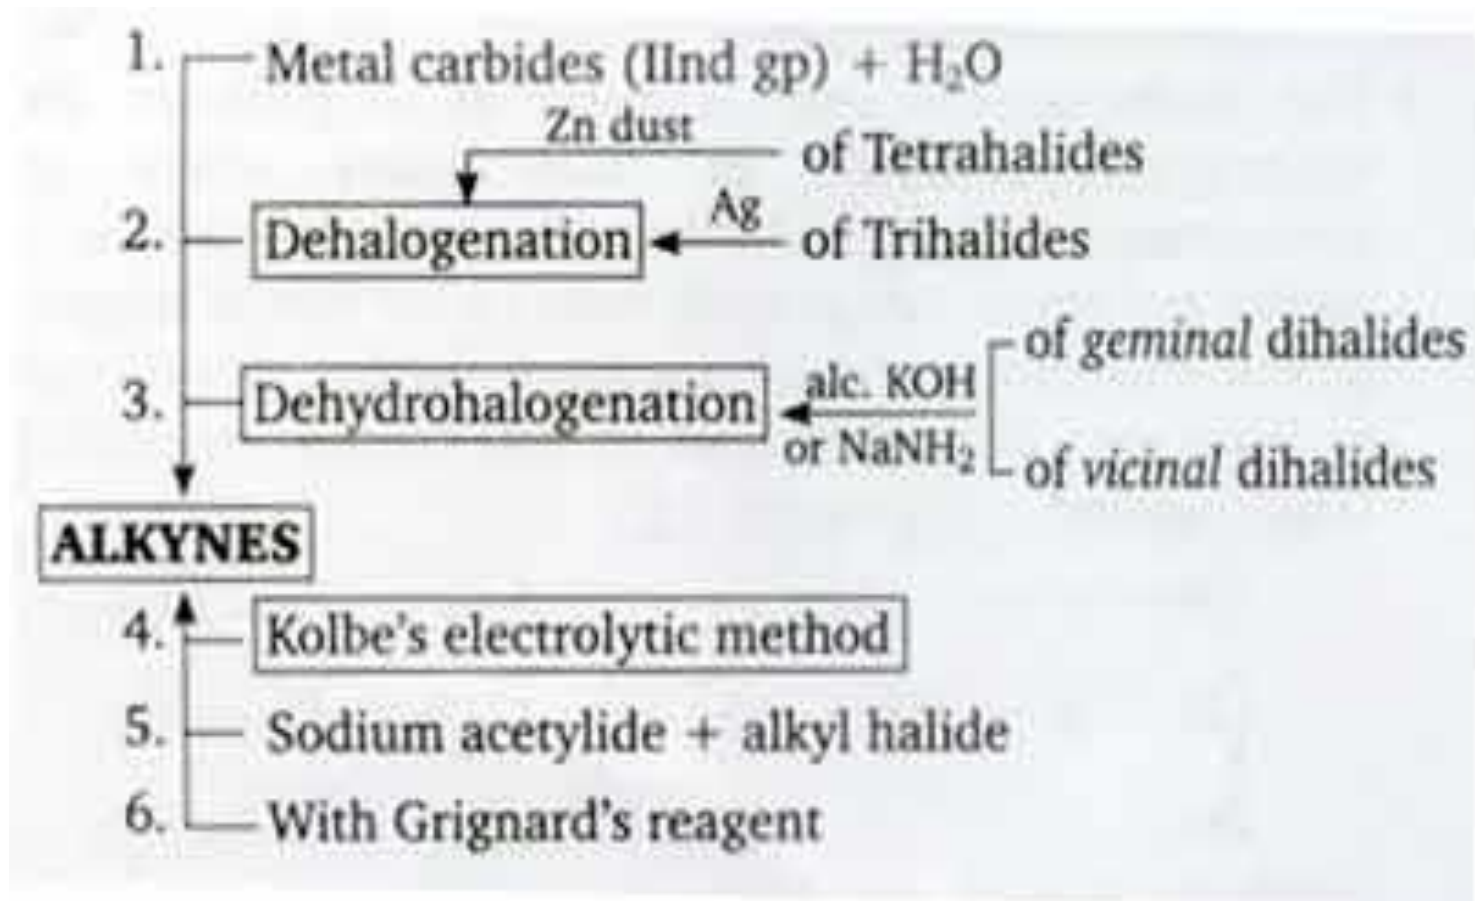 1. Metal carbides (IInd gp) + H₂O
Zn dust
of Tetrahalides
2. Dehalogenation
Ag
of Trihalides
of geminal dihalides
3. Dehydrohalogenation
alc. KOH
or NaNH₂
of vicinal dihalides
ALKYNES
4. Kolbe's electrolytic method
5. Sodium acetylide + alkyl halide
6. With Grignard's reagent